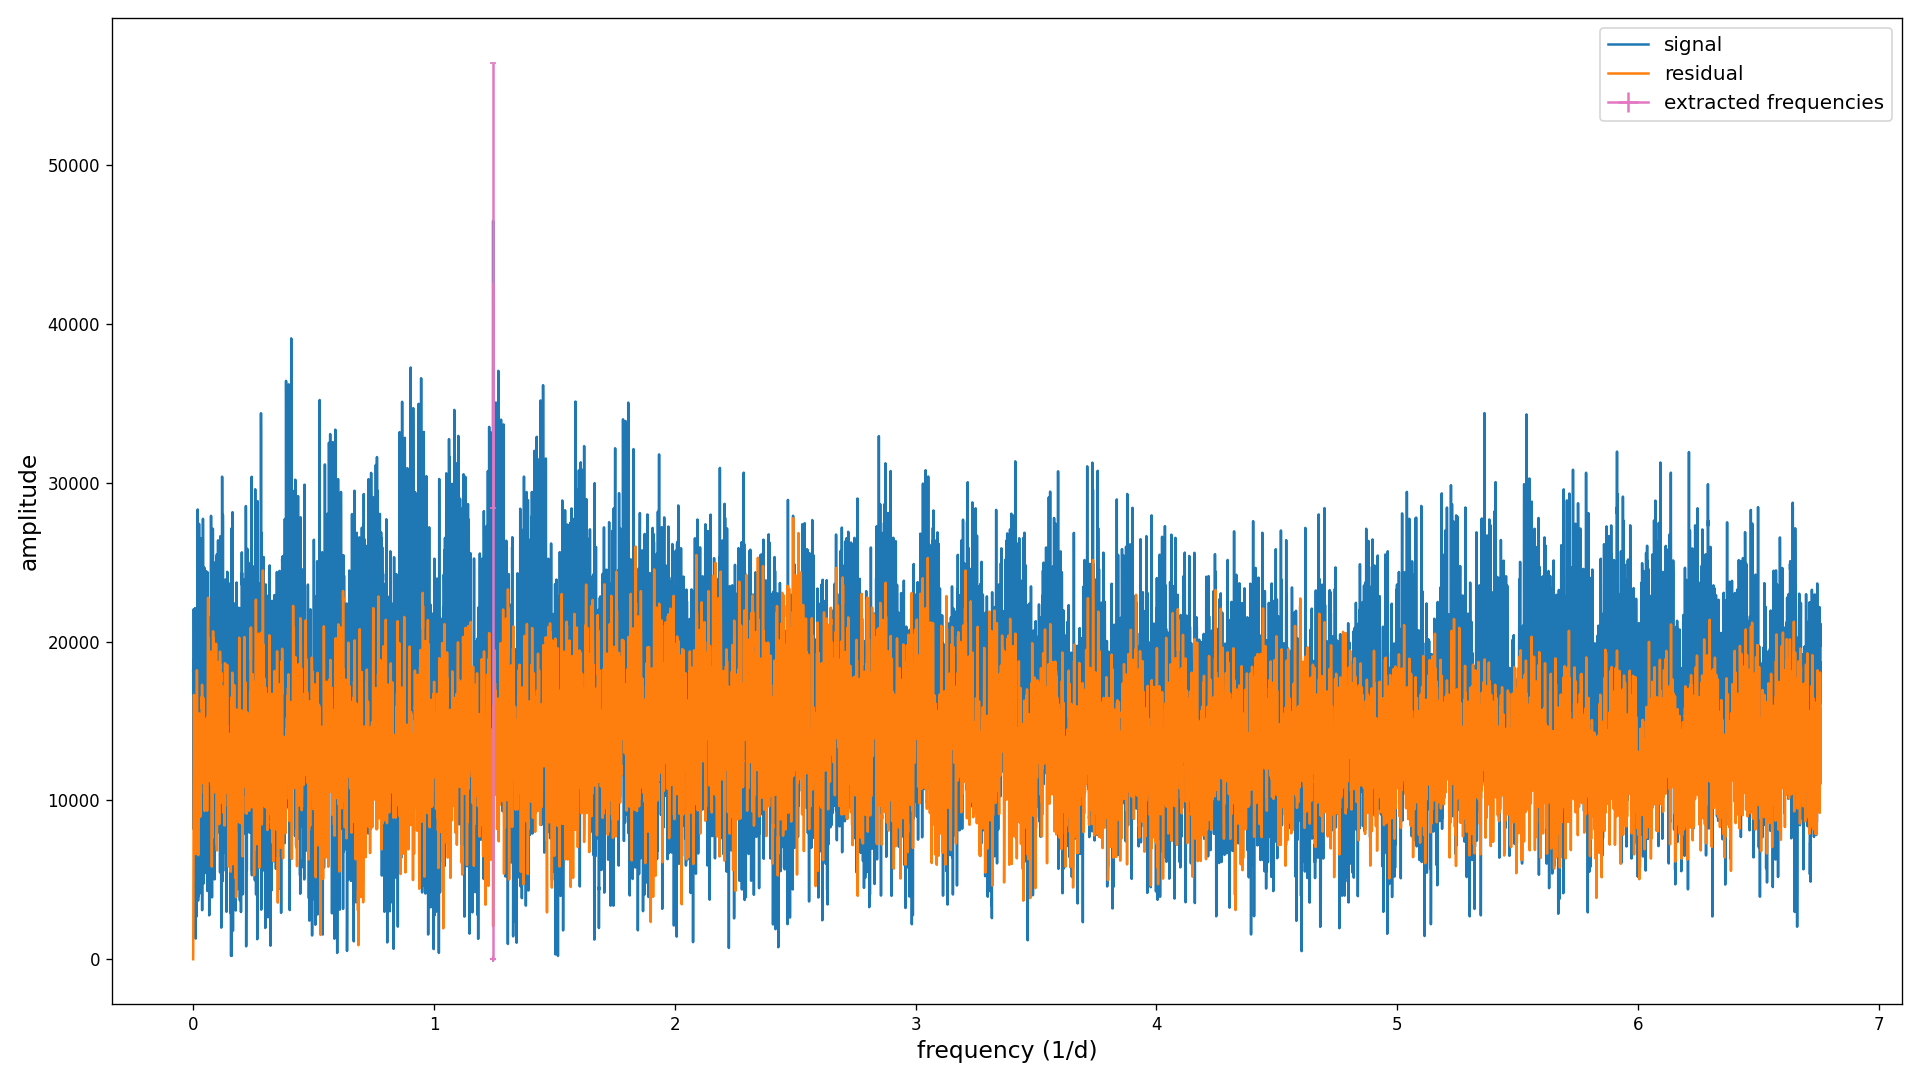 signal
residual
extracted frequencies
50000
40000
30000
20000
10000
0
amplitude
0 1 2 3 4 5 6 7
frequency (1/d)